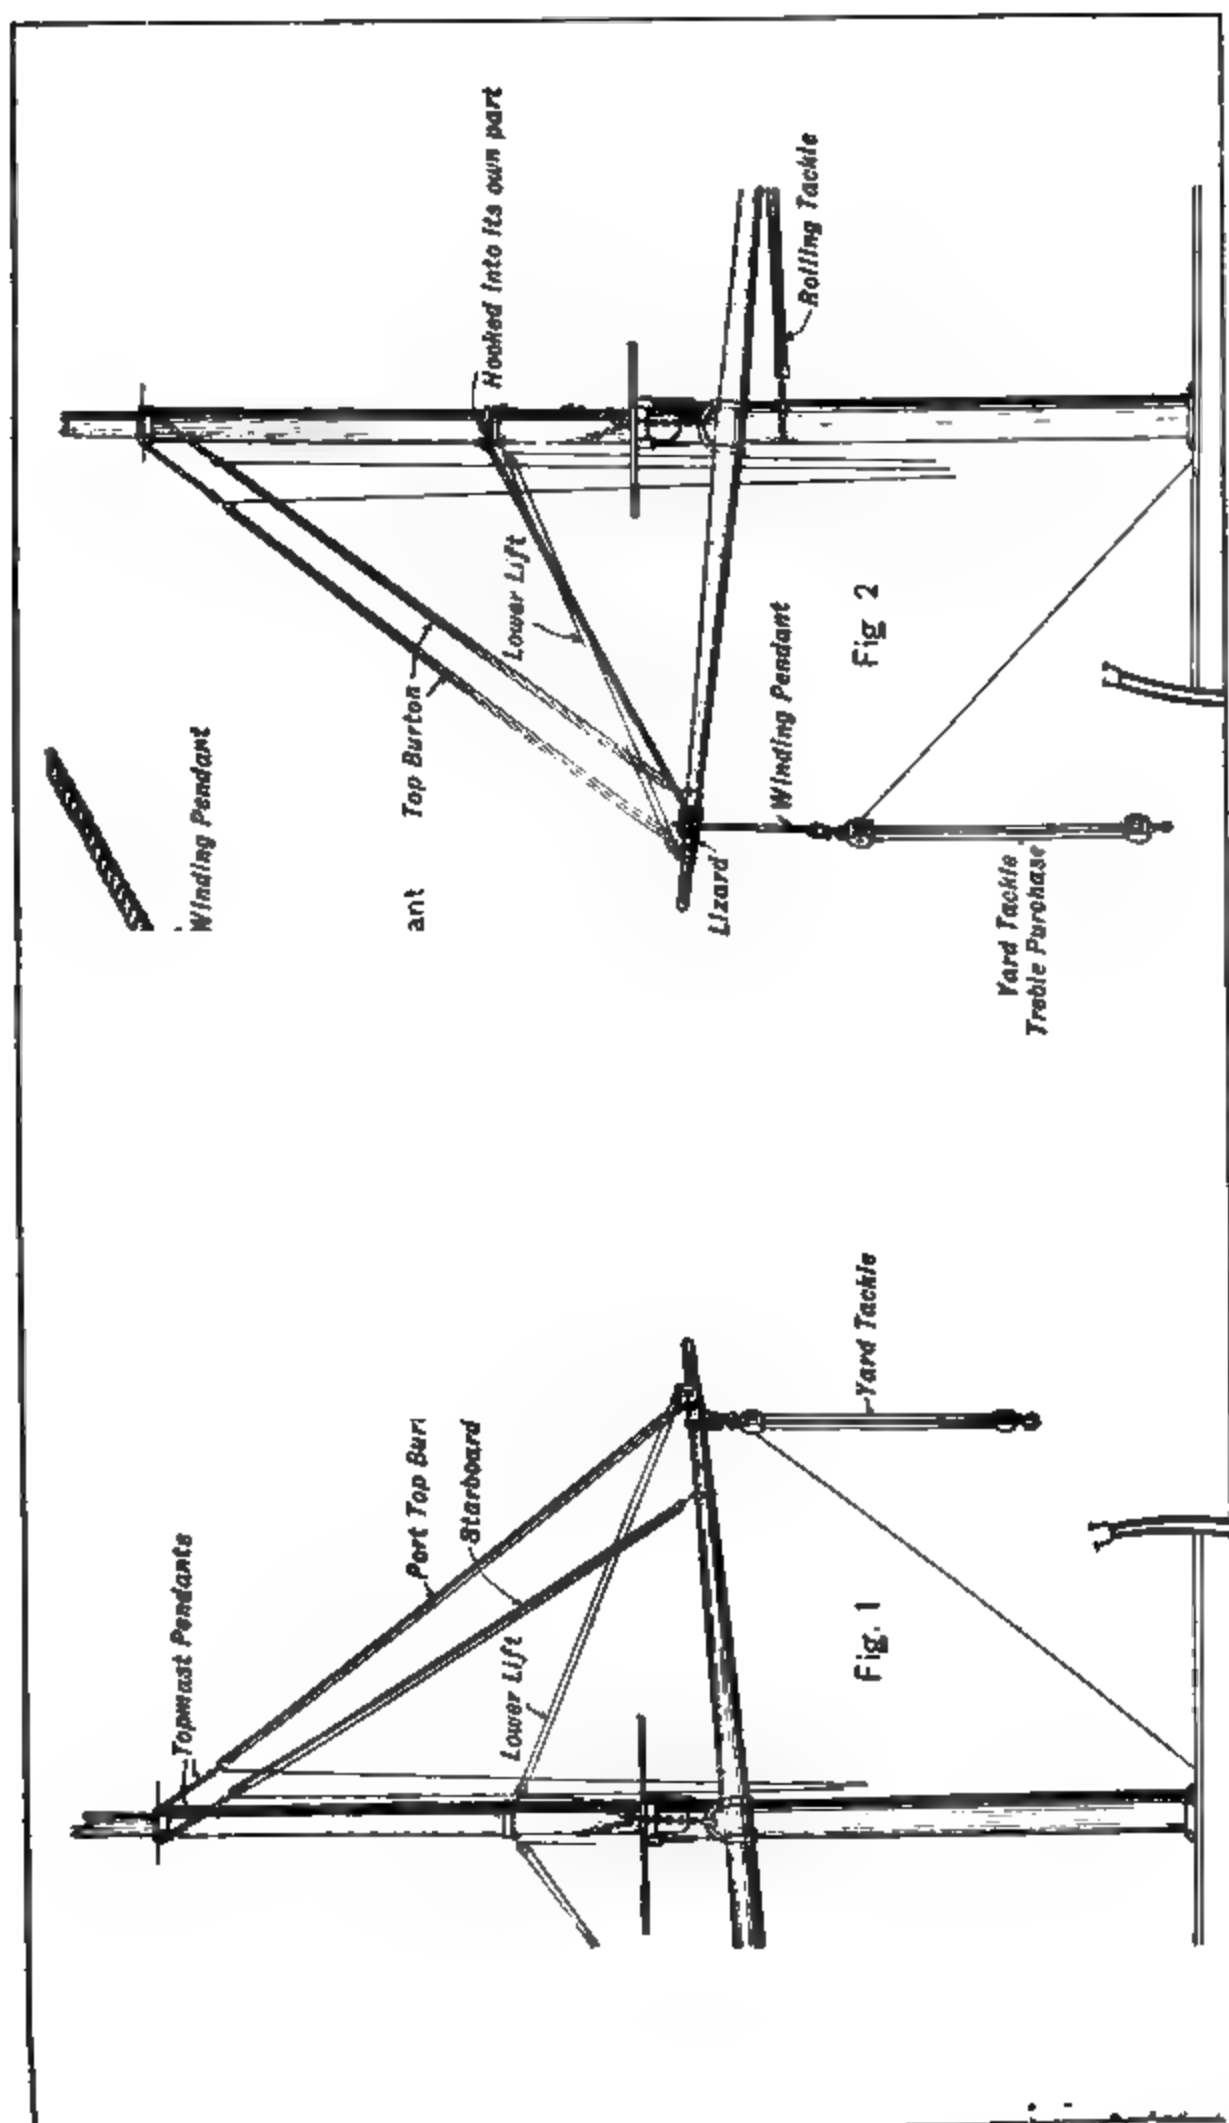 Topmast Pendants
Port Top Bur
Starboard
Lower Lift
Yard Tackle
Fig. 1
Winding Pendant
ant
Top Burton
Hooked into its own part
Lower Lift
Rolling Tackle
Lizard
Winding Pendant
Fig 2
Yard Tackle
Treble Purchase